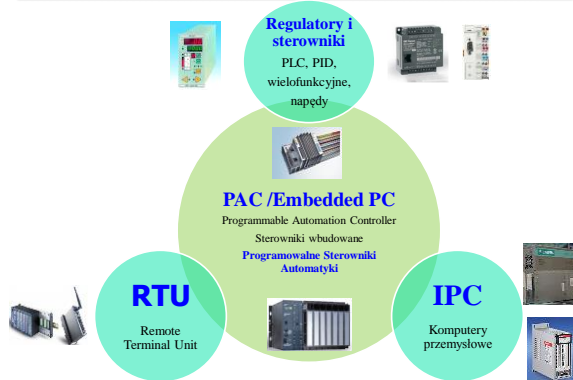 Regulatory i
sterowniki
PLC, PID,
wielofunkcyjne,
napędy
PAC /Embedded PC
Programmable Automation Controller
Sterowniki wbudowane
Programowalne Sterowniki
Automatyki
RTU
Remote
Terminal Unit
IPC
Komputery
przemysłowe